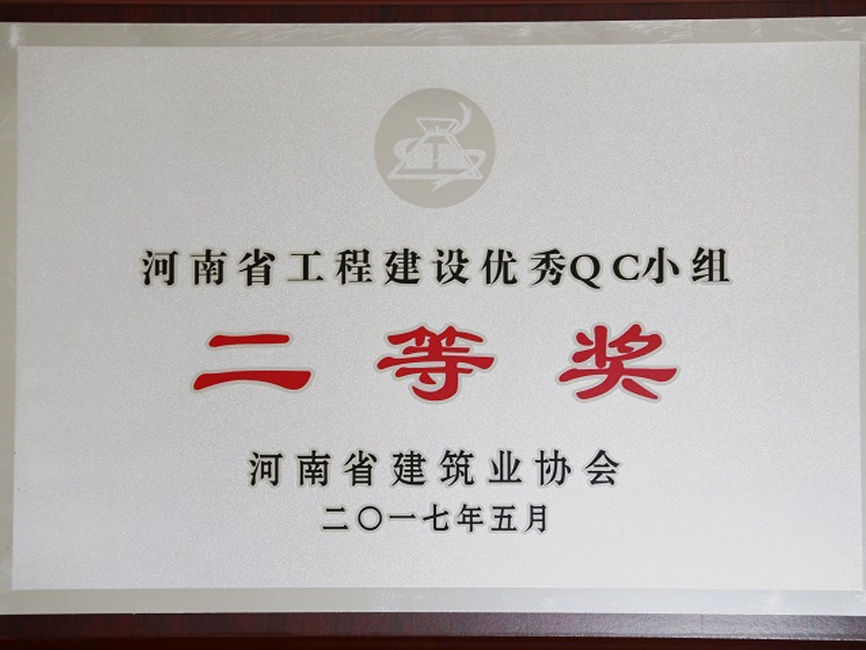 河南省工程建设优秀QC小组
二等奖
河南省建筑业协会
二〇一七年五月